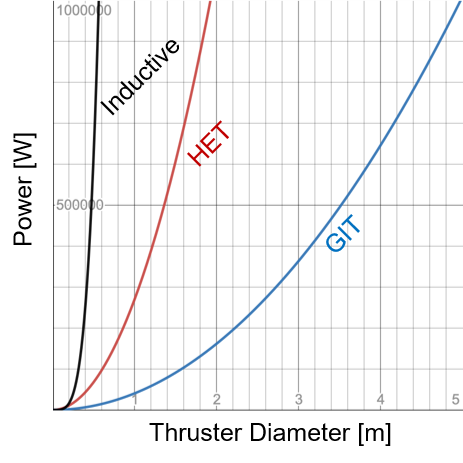 1000000
Inductive
HET
Power [W]
500000
GIT
1
2
3
4
5
Thruster Diameter [m]